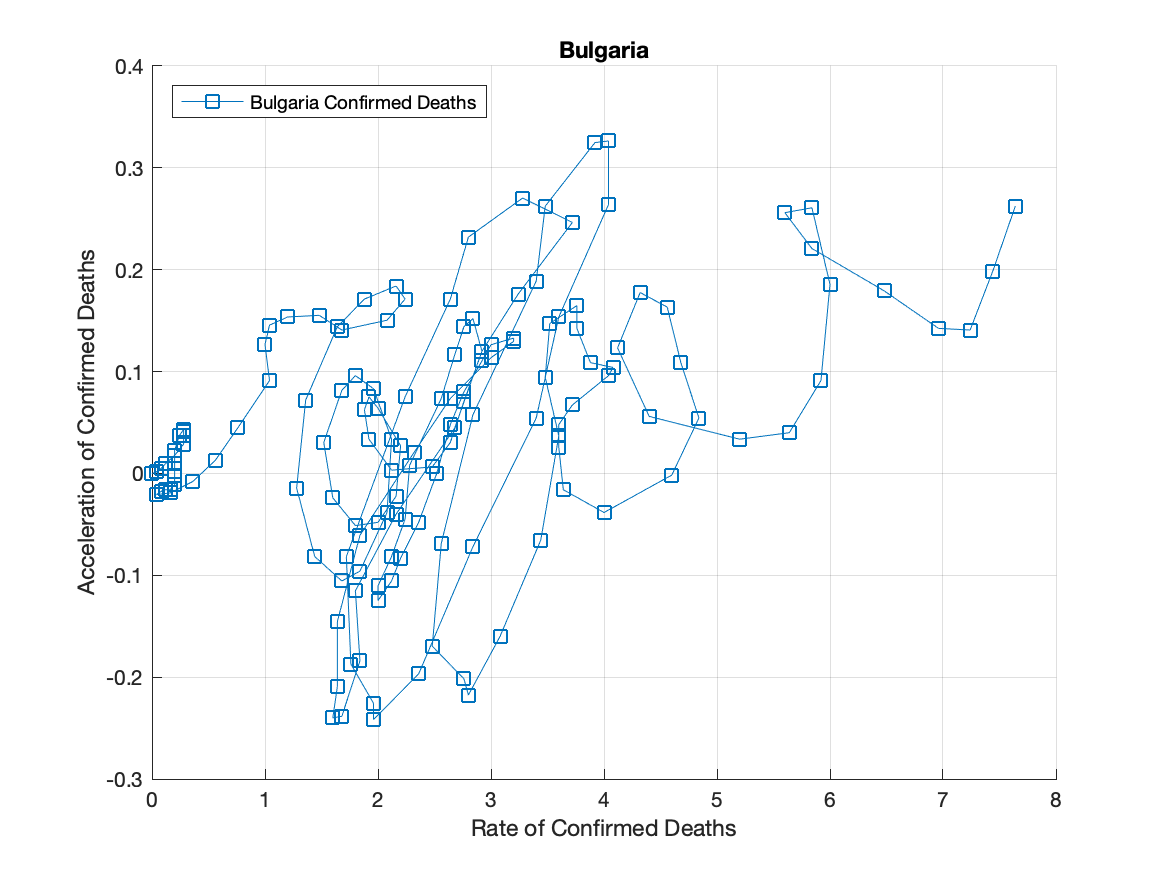 Bulgaria
Bulgaria Confirmed Deaths
0.4
0.3
0.2
0.1
0
-0.1
-0.2
-0.3
Acceleration of Confirmed Deaths
0 1 2 3 4 5 6 7 8
Rate of Confirmed Deaths